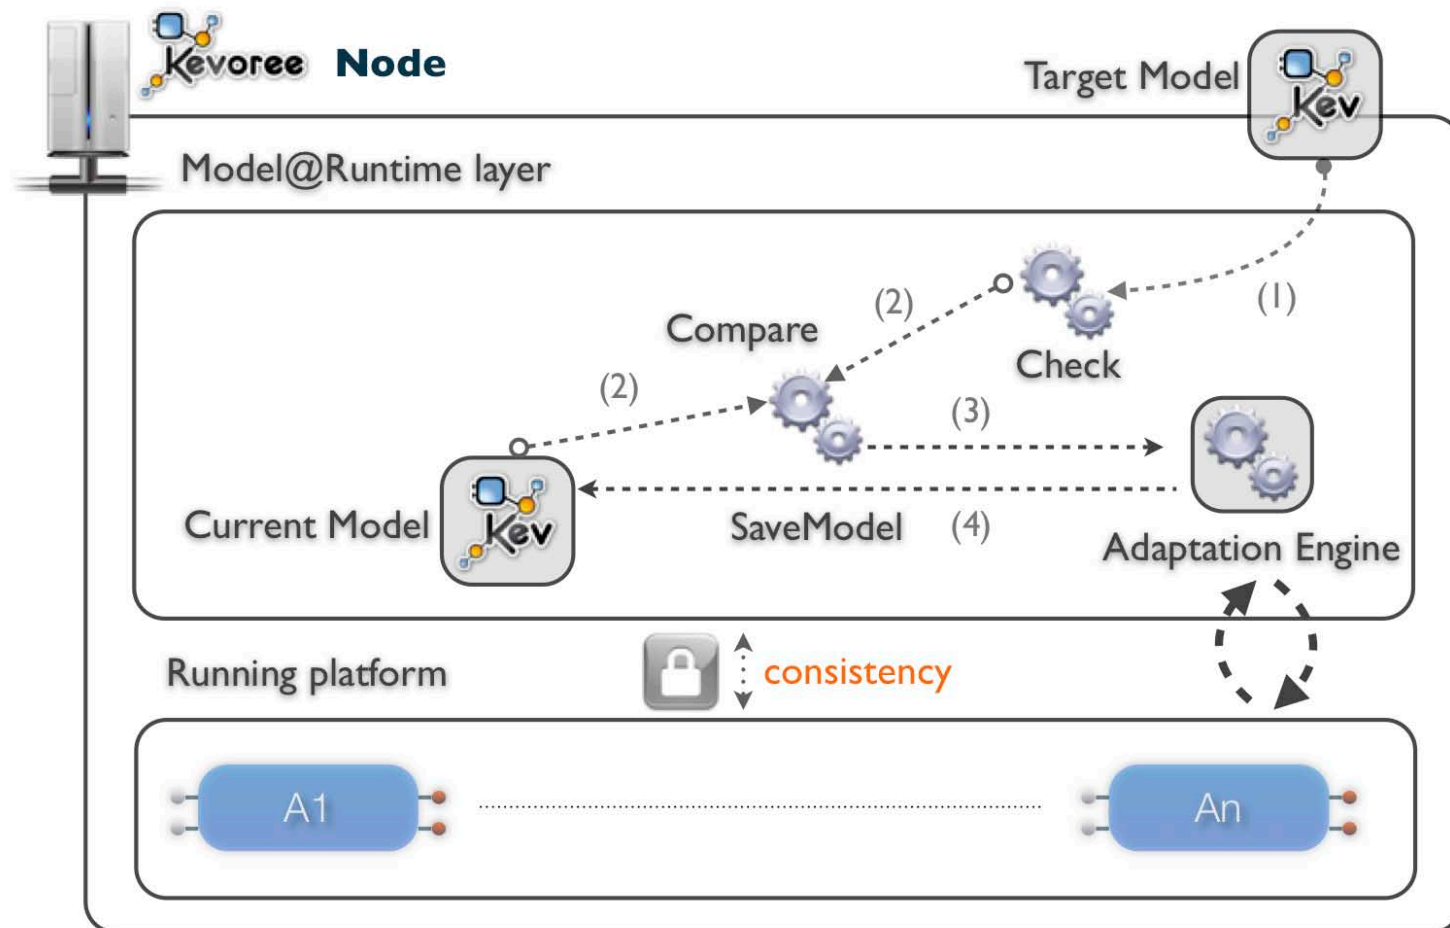 Kevoree Node
Target Model
Kev
Model@Runtime layer
(1)
(2)
Compare
Check
(2)
(3)
Current Model
Kev
SaveModel
(4)
Adaptation Engine
Running platform
consistency
A1
An